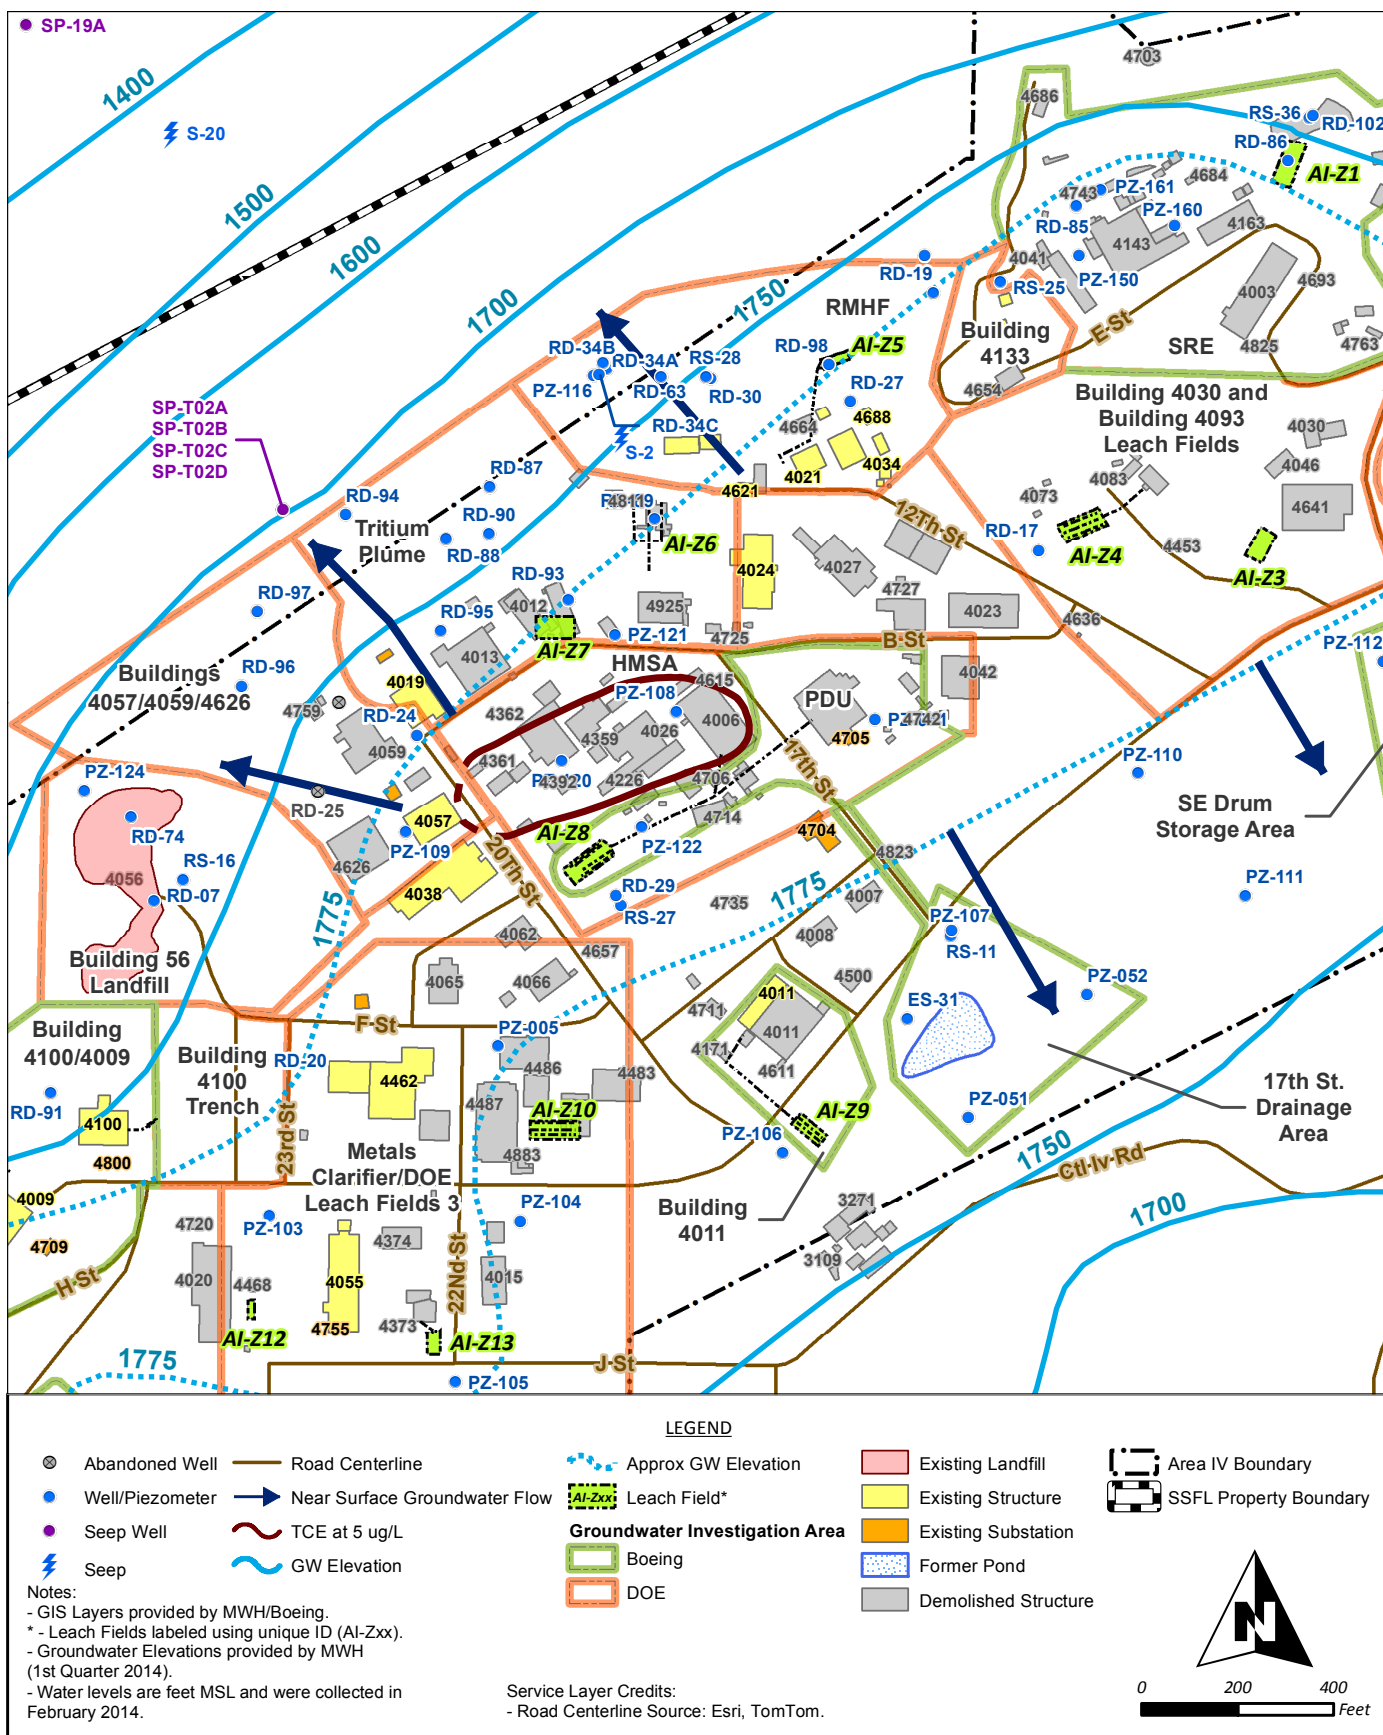 SP-19A
1400
S-20
1500
1600
1700
1750
4703
4686
RS-36
RD-102
RD-86
AI-Z1
4684
4743
PZ-161
PZ-160
4163
RD-85
4143
4041
PZ-150
RD-19
RS-25
4003
4693
RMHF
Building
4133
E St
SRE
4825
4763
RD-34B
RD-34A
RS-28
RD-98
AI-Z5
PZ-116
RD-63
RD-30
RD-27
4654
Building 4030 and
Building 4093
Leach Fields
SP-T02A
SP-T02B
SP-T02C
SP-T02D
RD-34C
4664
4688
S-2
4021
4034
4030
4046
4083
4621
RD-87
4073
4641
RD-94
4811
AI-Z6
12Th St
RD-17
AI-Z4
4453
AI-Z3
Tritium
Plume
RD-90
RD-88
4024
4027
RD-93
4727
RD-97
4012
4925
4023
4636
RD-95
PZ-121
4725
B St
AI-Z7
PZ-112
4013
HMSA
Buildings
4057/4059/4626
RD-96
4019
4615
4042
PZ-108
PDU
4759
4362
4006
RD-24
4359
4026
4742
4705
4059
4361
17th St
PZ-110
PZ-124
4392
4226
4706
RD-25
SE Drum
Storage Area
RD-74
4057
4714
PZ-109
AI-Z8
PZ-122
4704
RS-16
4626
20Th St
4823
4056
RD-07
4038
RD-29
1775
PZ-111
RS-27
4735
4007
1775
PZ-107
4062
4008
RS-11
Building 56
Landfill
4657
4065
4066
4500
PZ-052
4011
ES-31
Building
4100/4009
F St
4711
4011
PZ-005
Building
4100
Trench
RD-20
4171
4486
4611
17th St.
Drainage
Area
4462
4483
RD-91
4487
AI-Z10
PZ-051
4100
AI-Z9
23rd St
PZ-106
1750
4800
Metals
Clarifier/DOE
Leach Fields 3
4883
Ctl Iv Rd
4009
Building
4011
3271
1700
4720
PZ-103
PZ-104
4709
4374
3109
H St
4020
4468
4055
22Nd St
4015
AI-Z12
4755
4373
AI-Z13
1775
J St
PZ-105
LEGEND
Abandoned Well
Well/Piezometer
Seep Well
Seep
Road Centerline
Near Surface Groundwater Flow
TCE at 5 ug/L
GW Elevation
Approx GW Elevation
AI-Zxx
Leach Field*
Groundwater Investigation Area
Boeing
DOE
Existing Landfill
Existing Structure
Existing Substation
Former Pond
Demolished Structure
Area IV Boundary
SSFL Property Boundary
Notes:
- GIS Layers provided by MWH/Boeing.
* - Leach Fields labeled using unique ID (AI-Zxx).
- Groundwater Elevations provided by MWH
(1st Quarter 2014).
- Water levels are feet MSL and were collected in
February 2014.
Service Layer Credits:
- Road Centerline Source: Esri, TomTom.
N
0 200 400
Feet